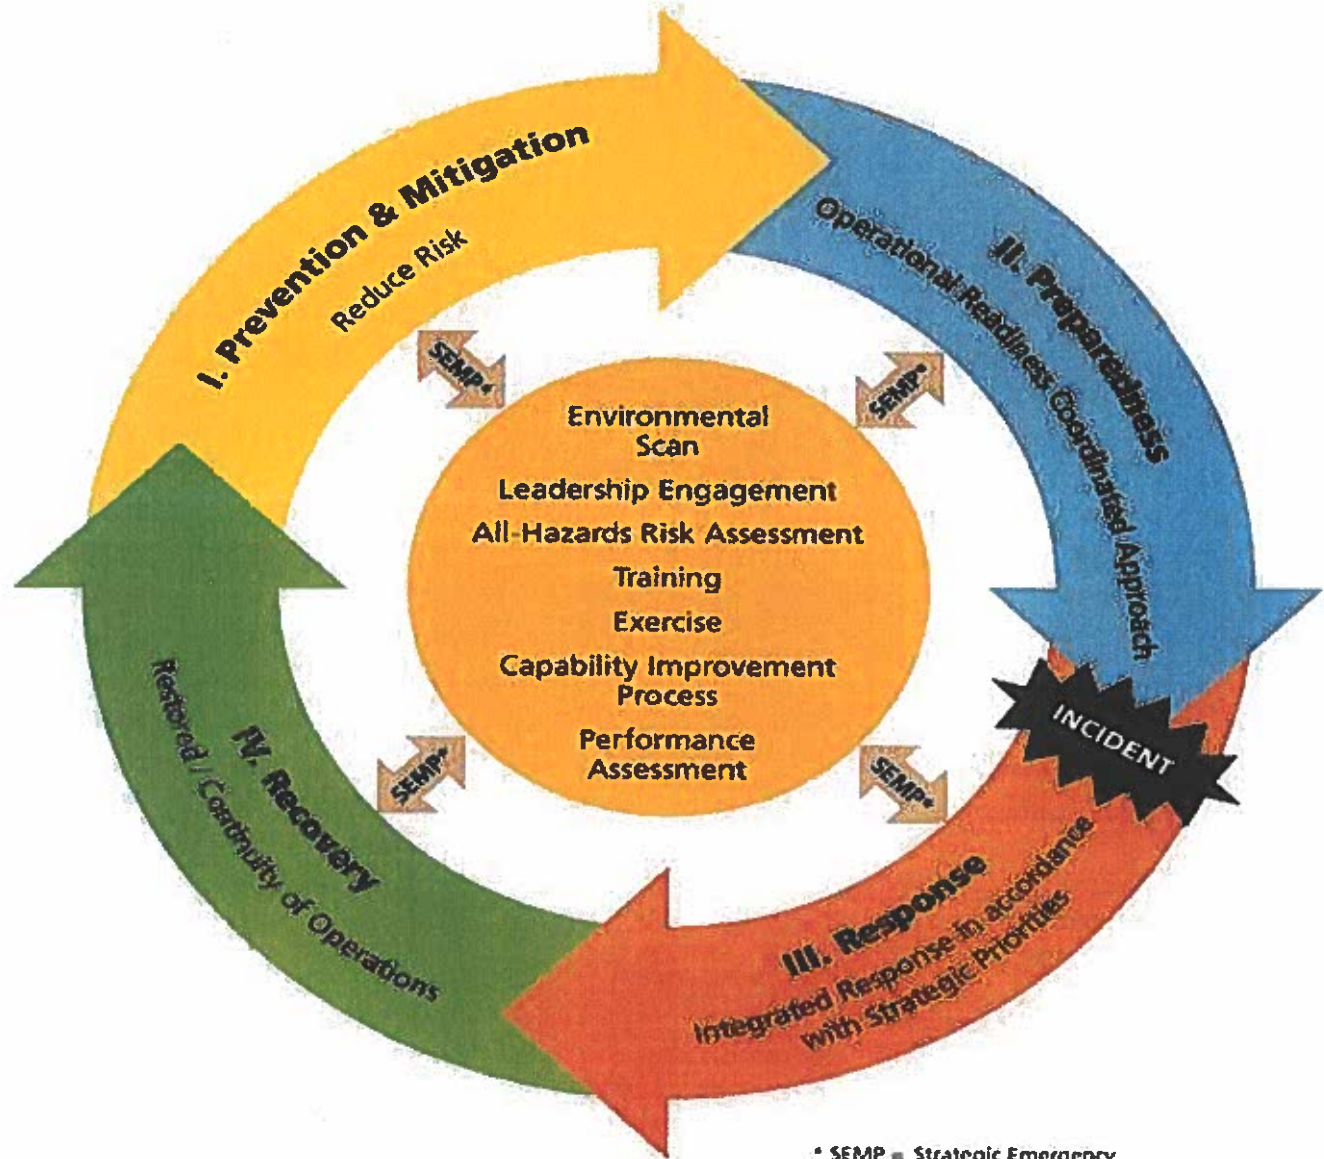 I. Prevention & Mitigation
Reduce Risk
II. Preparedness
Operational Readiness Coordinated Approach
SEMP*
SEMP*
Environmental
Scan
Leadership Engagement
All-Hazards Risk Assessment
Training
Exercise
Capability Improvement
Process
Performance
Assessment
INCIDENT
SEMP*
SEMP*
IV. Recovery
Restored / Continuity of Operations
III. Response
Integrated Response in accordance
with Strategic Priorities
* SEMP = Strategic Emergency